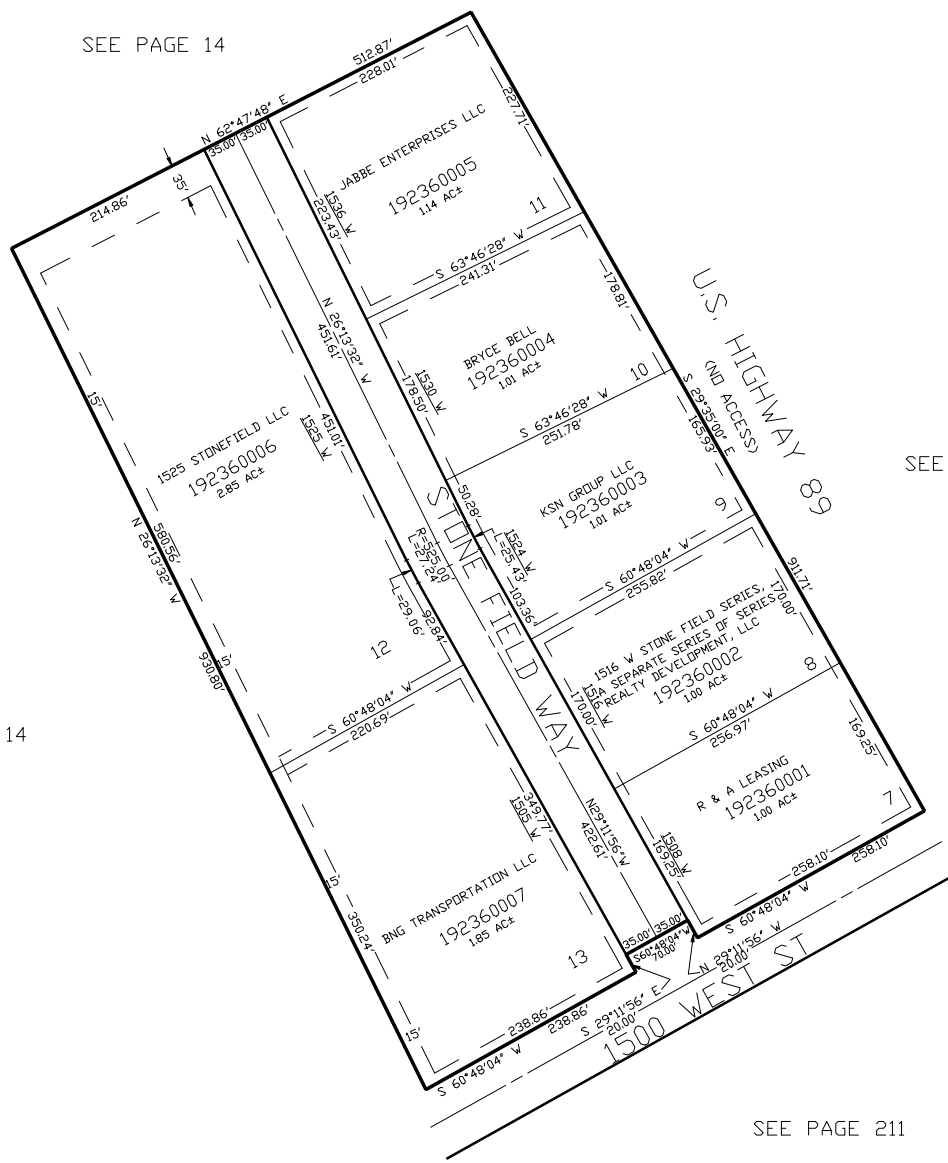 SEE PAGE 14
512.87'
228.01'
N 62°47'48" E
35.00'
35.00'
35'
214.86'
227.71'
JABBE ENTERPRISES LLC
192360005
1.14 AC±
1536 W
223.43'
11
S 63°46'28" W
241.31'
178.81'
N 26°13'32" W
451.61'
BRYCE BELL
192360004
1.01 AC±
1530 W
178.50'
10
S 63°46'28" W
251.78'
U.S. HIGHWAY 89
(NO ACCESS)
S 29°35'00" E
165.93'
SEE
15'
1525 STONEFIELD LLC
192360006
2.85 AC±
451.01'
1525 W
KSN GROUP LLC
192360003
1.01 AC±
50.28'
1524 W
L=25.43'
9
103.36'
S 60°48'04" W
255.82'
N 26°13'32" W
580.56'
R=525.00'
L=27.24'
L=29.06'
92.84'
12
STONE FIELD WAY
911.71'
170.00'
1516 W STONE FIELD SERIES,
A SEPARATE SERIES OF SERIES
REALTY DEVELOPMENT, LLC
192360002
1.00 AC±
1516 W
170.00'
8
930.80'
15'
S 60°48'04" W
220.69'
S 60°48'04" W
256.97'
14
169.25'
R & A LEASING
192360001
1.00 AC±
7
1508 W
169.25'
349.77'
1505 W
N29°11'56"W
422.61'
258.10'
258.10'
S 60°48'04" W
15'
350.24'
BNG TRANSPORTATION LLC
192360007
1.85 AC±
13
35.00'
35.00'
S60°48'04"W
70.00'
N 29°11'56" W
20.00'
S 29°11'56" E
20.00'
1500 WEST ST
15'
238.86'
238.86'
S 60°48'04" W
SEE PAGE 211